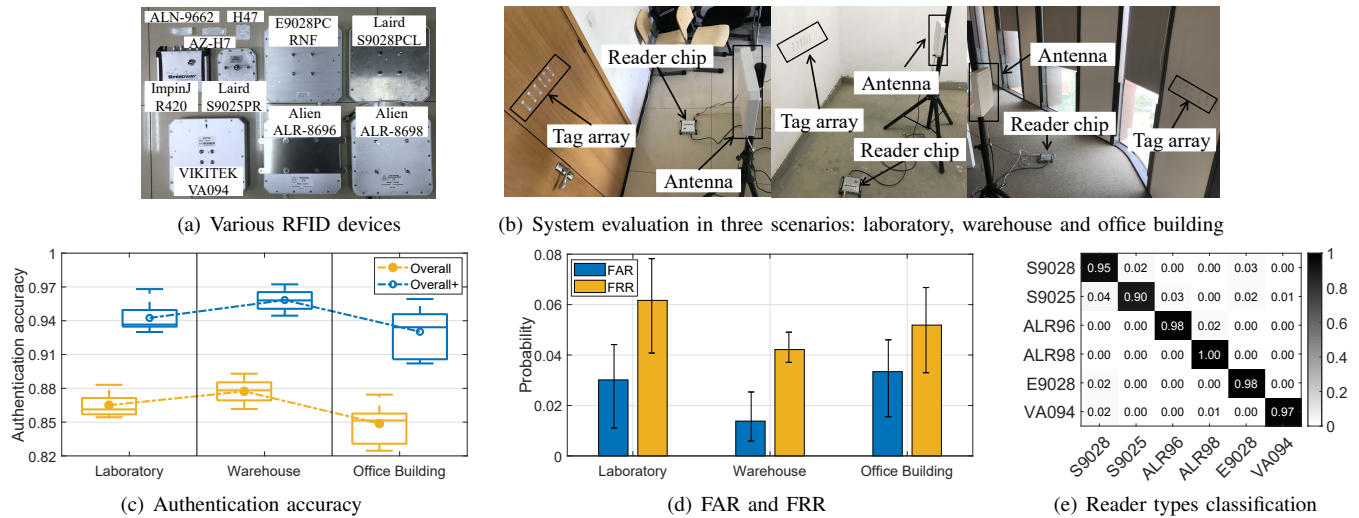 ALN-9662
H47
AZ-H7
E9028PC
RNF
Laird
S9028PCL
SPEEDWAY
ImpinJ
R420
Laird
S9025PR
Alien
ALR-8696
Alien
ALR-8698
VIKITEK
VA094
(a) Various RFID devices
Reader chip
Tag array
Antenna
Antenna
Tag array
Reader chip
Antenna
Reader chip
Tag array
(b) System evaluation in three scenarios: laboratory, warehouse and office building
Authentication accuracy
1
0.97
0.94
0.91
0.88
0.85
0.82
Overall
Overall+
Laboratory
Warehouse
Office Building
(c) Authentication accuracy
Probability
0.08
0.06
0.04
0.02
0
FAR
FRR
Laboratory
Warehouse
Office Building
(d) FAR and FRR
S9028 0.95 0.02 0.00 0.00 0.03 0.00
S9025 0.04 0.90 0.03 0.00 0.02 0.01
ALR96 0.00 0.00 0.98 0.02 0.00 0.00
ALR98 0.00 0.00 0.00 1.00 0.00 0.00
E9028 0.02 0.00 0.00 0.00 0.98 0.00
VA094 0.02 0.00 0.00 0.01 0.00 0.97
S9028
S9025
ALR96
ALR98
E9028
VA094
1
0.8
0.6
0.4
0.2
0
(e) Reader types classification